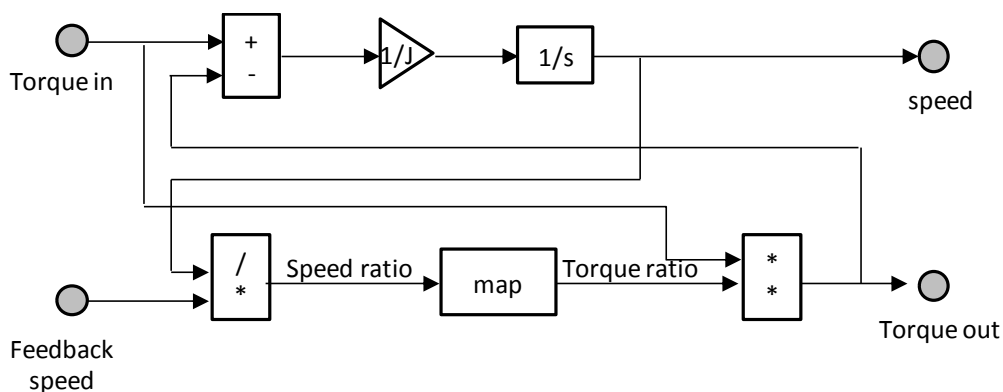 +
-
1/J
1/s
Torque in
speed
/
*
Speed ratio
map
Torque ratio
*
*
Feedback
speed
Torque out